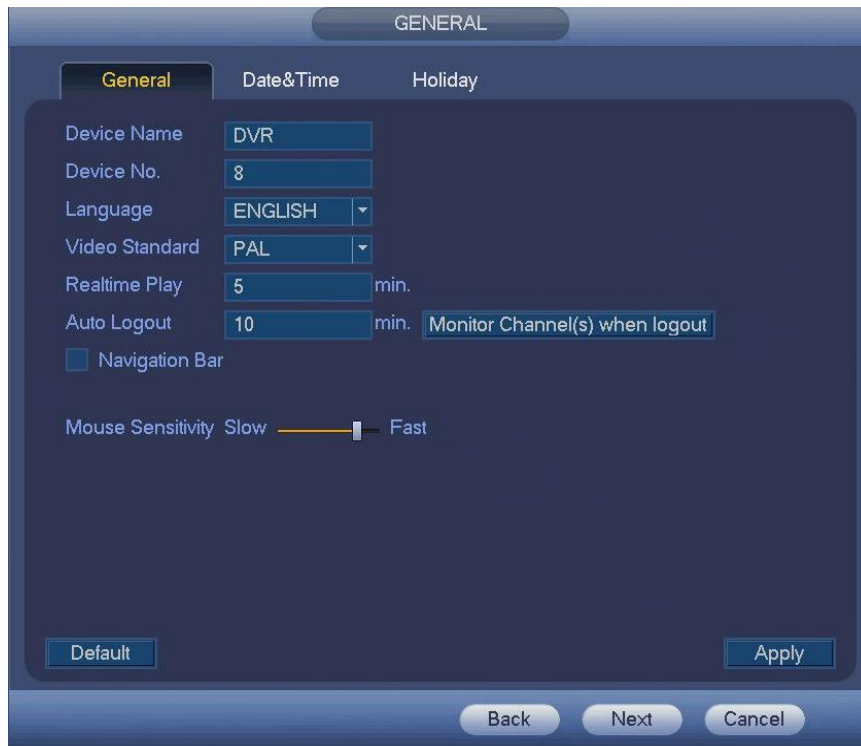 GENERAL
General Date&Time Holiday
Device Name DVR
Device No. 8
Language ENGLISH
Video Standard PAL
Realtime Play 5 min.
Auto Logout 10 min. Monitor Channel(s) when logout
Navigation Bar
Mouse Sensitivity Slow Fast
Default Apply
Back Next Cancel